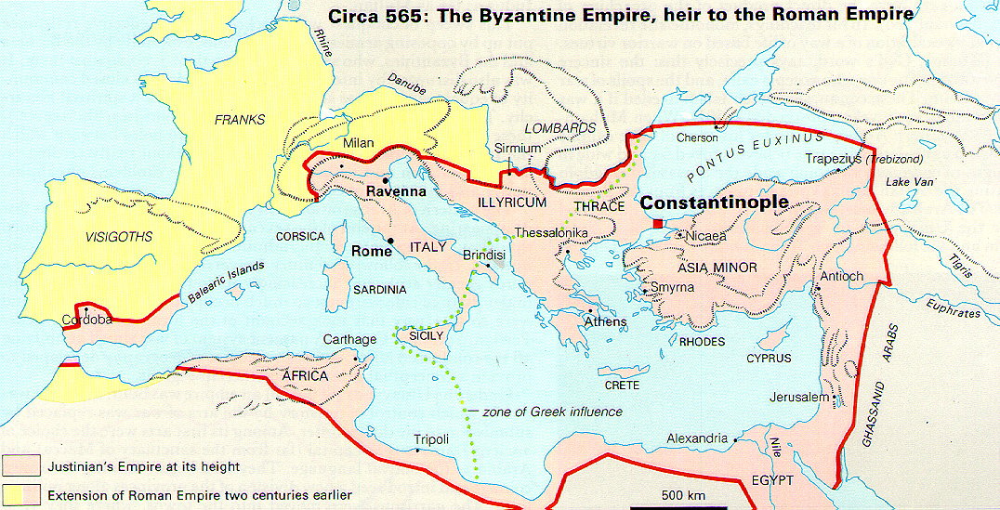 Circa 565: The Byzantine Empire, heir to the Roman Empire
Rhine
FRANKS
Danube
LOMBARDS
Cherson
PONTUS EUXINUS
Milan
Sirmium
Trapezius (Trebizond)
Lake Van
Ravenna
ILLYRICUM
THRACE
Constantinople
VISIGOTHS
CORSICA
Rome
ITALY
Thessalonika
Nicaea
Brindisi
ASIA MINOR
Tigris
Balearic Islands
SARDINIA
Antioch
Smyrna
Euphrates
Cordoba
Athens
SICILY
Carthage
RHODES
CYPRUS
GHASSANID ARABS
AFRICA
CRETE
Jerusalem
zone of Greek influence
Tripoli
Alexandria
Nile
EGYPT
Justinian's Empire at its height
Extension of Roman Empire two centuries earlier
500 km